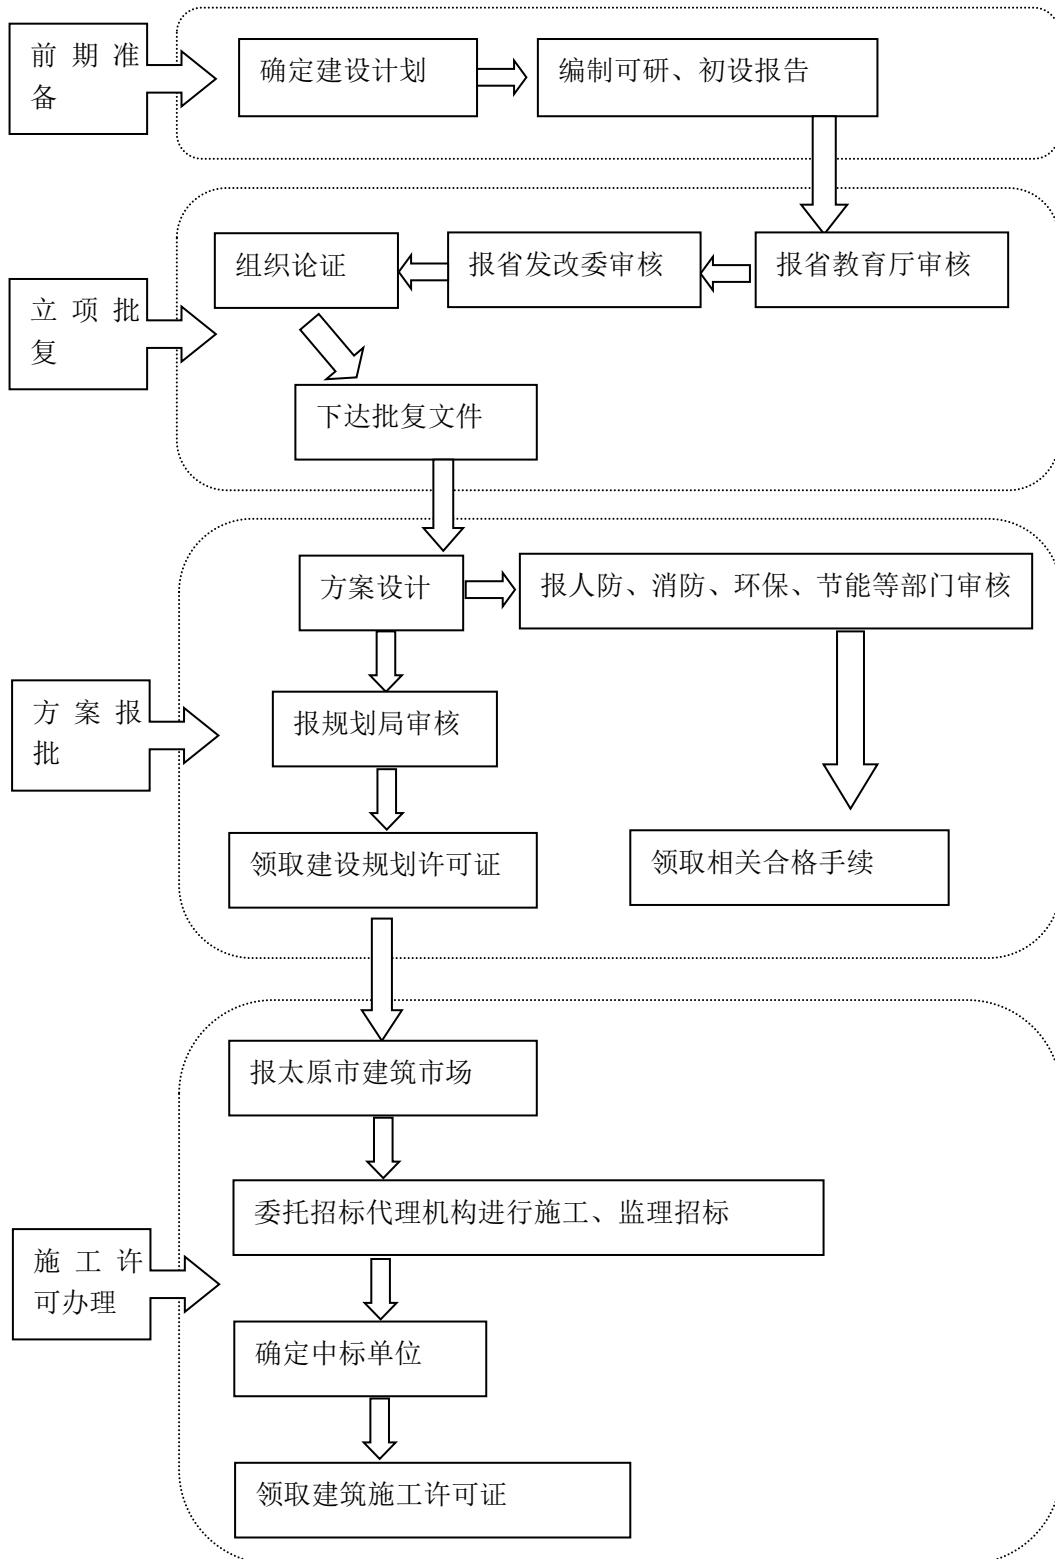 前期准
备
确定建设计划
编制可研、初设报告
立项批
复
组织论证
报省发改委审核
报省教育厅审核
下达批复文件
方案报
批
方案设计
报人防、消防、环保、节能等部门审核
报规划局审核
领取建设规划许可证
领取相关合格手续
施工许
可办理
报太原市建筑市场
委托招标代理机构进行施工、监理招标
确定中标单位
领取建筑施工许可证